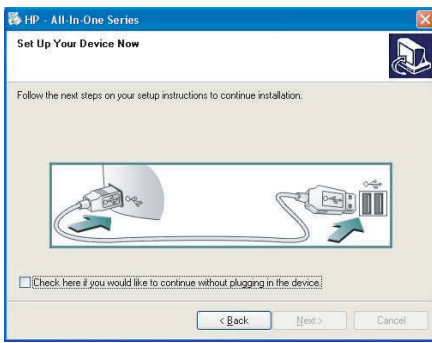 HP - All-In-One Series
Set Up Your Device Now
Follow the next steps on your setup instructions to continue installation.
Check here if you would like to continue without plugging in the device.
< Back
Next >
Cancel